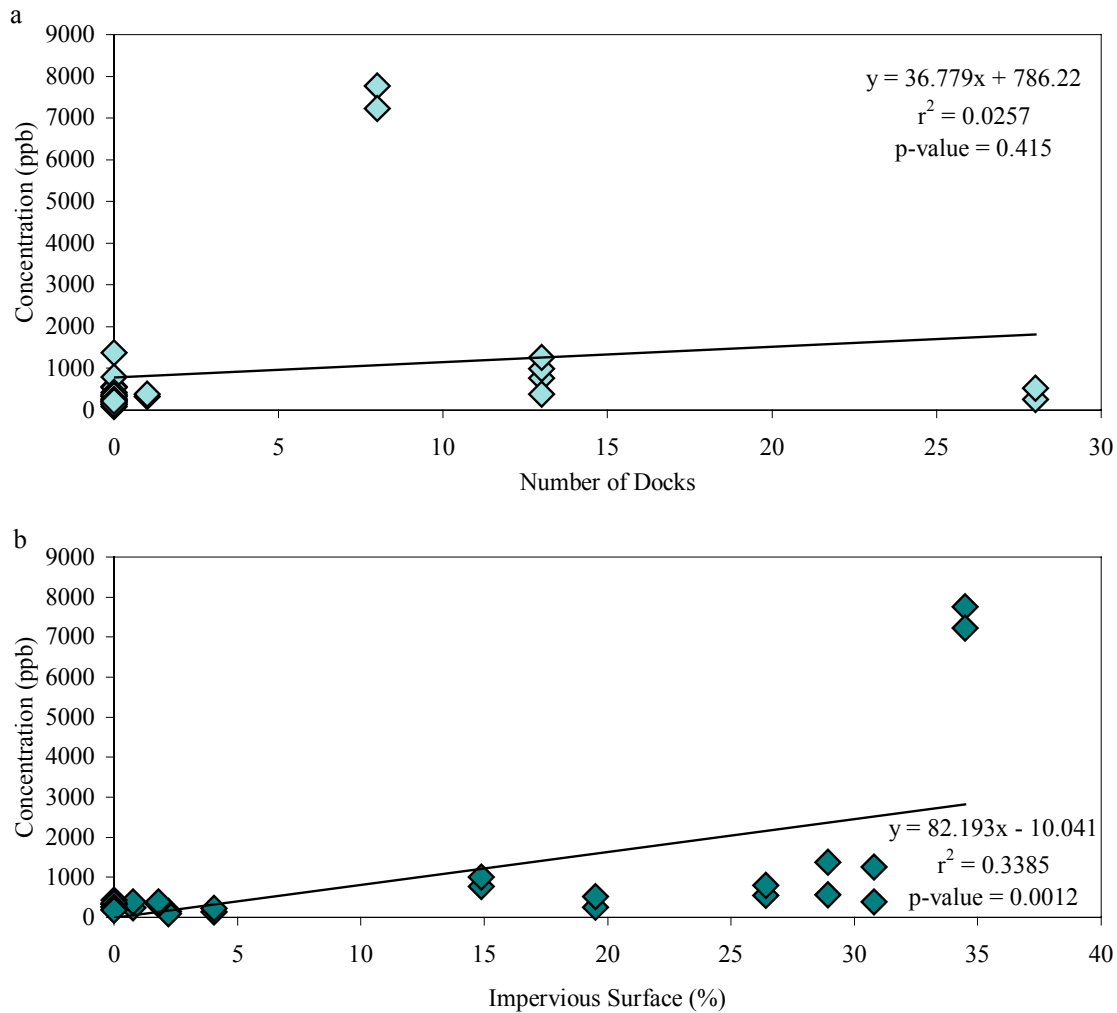 a
9000
8000
7000
6000
5000
4000
3000
2000
1000
0
Concentration (ppb)
y = 36.779x + 786.22
r² = 0.0257
p-value = 0.415
0 5 10 15 20 25 30
Number of Docks
b
9000
8000
7000
6000
5000
4000
3000
2000
1000
0
Concentration (ppb)
y = 82.193x - 10.041
r² = 0.3385
p-value = 0.0012
0 5 10 15 20 25 30 35 40
Impervious Surface (%)